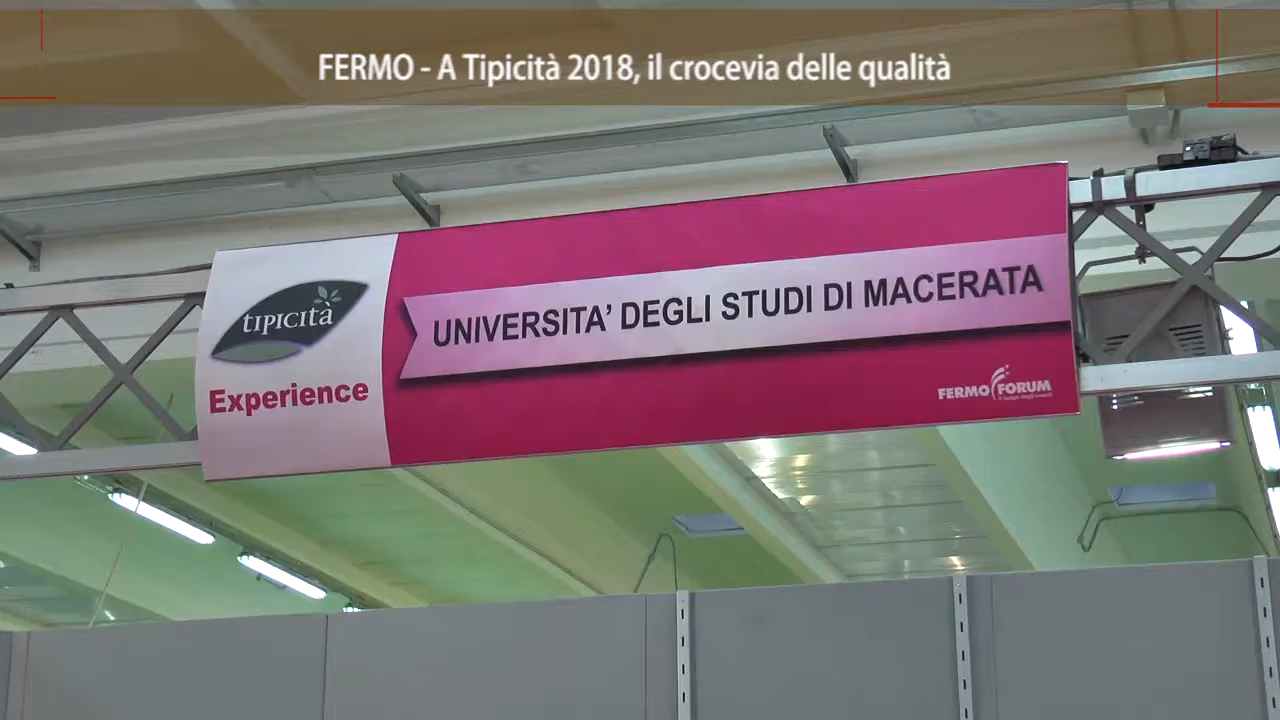 FERMO - A Tipicità 2018, il crocevia delle qualità
tipicità
Experience
UNIVERSITA' DEGLI STUDI DI MACERATA
FERMO FORUM